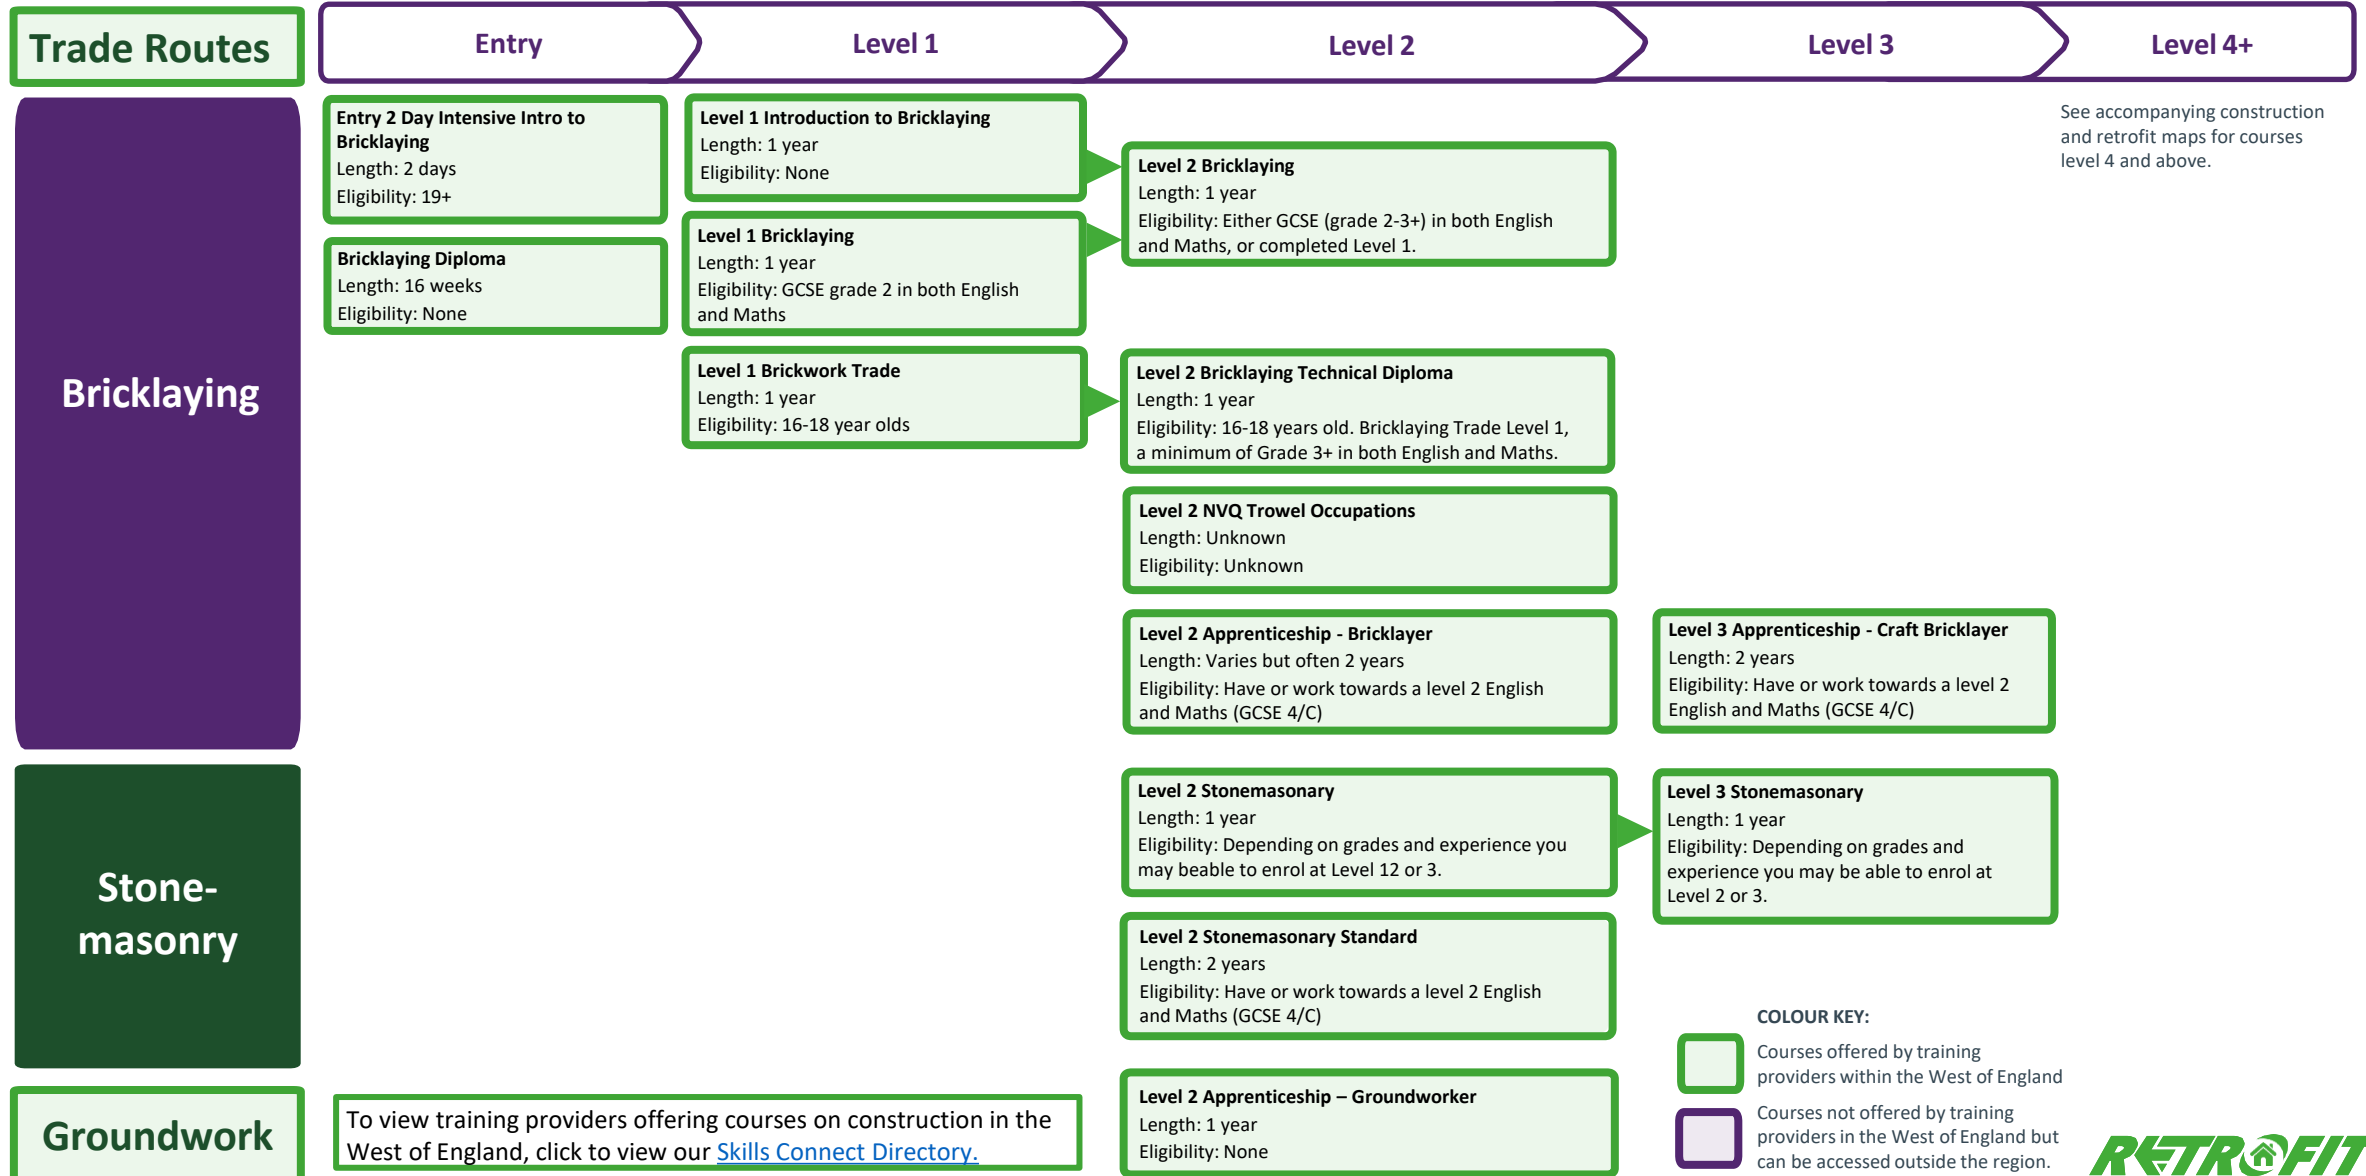 Trade Routes
Entry
Level 1
Level 2
Level 3
Level 4+
Bricklaying
Entry 2 Day Intensive Intro to
Bricklaying
Length: 2 days
Eligibility: 19+
Bricklaying Diploma
Length: 16 weeks
Eligibility: None
Level 1 Introduction to Bricklaying
Length: 1 year
Eligibility: None
Level 1 Bricklaying
Length: 1 year
Eligibility: GCSE grade 2 in both English
and Maths
Level 1 Brickwork Trade
Length: 1 year
Eligibility: 16-18 year olds
Level 2 Bricklaying
Length: 1 year
Eligibility: Either GCSE (grade 2-3+) in both English
and Maths, or completed Level 1.
Level 2 Bricklaying Technical Diploma
Length: 1 year
Eligibility: 16-18 years old. Bricklaying Trade Level 1,
a minimum of Grade 3+ in both English and Maths.
Level 2 NVQ Trowel Occupations
Length: Unknown
Eligibility: Unknown
Level 2 Apprenticeship - Bricklayer
Length: Varies but often 2 years
Eligibility: Have or work towards a level 2 English
and Maths (GCSE 4/C)
Level 3 Apprenticeship - Craft Bricklayer
Length: 2 years
Eligibility: Have or work towards a level 2
English and Maths (GCSE 4/C)
See accompanying construction
and retrofit maps for courses
level 4 and above.
Stone-
masonry
Level 2 Stonemasonary
Length: 1 year
Eligibility: Depending on grades and experience you
may beable to enrol at Level 12 or 3.
Level 3 Stonemasonary
Length: 1 year
Eligibility: Depending on grades and
experience you may be able to enrol at
Level 2 or 3.
Level 2 Stonemasonary Standard
Length: 2 years
Eligibility: Have or work towards a level 2 English
and Maths (GCSE 4/C)
Groundwork
To view training providers offering courses on construction in the
West of England, click to view our Skills Connect Directory.
Level 2 Apprenticeship – Groundworker
Length: 1 year
Eligibility: None
COLOUR KEY:
Courses offered by training
providers within the West of England
Courses not offered by training
providers in the West of England but
can be accessed outside the region.
RETROFIT